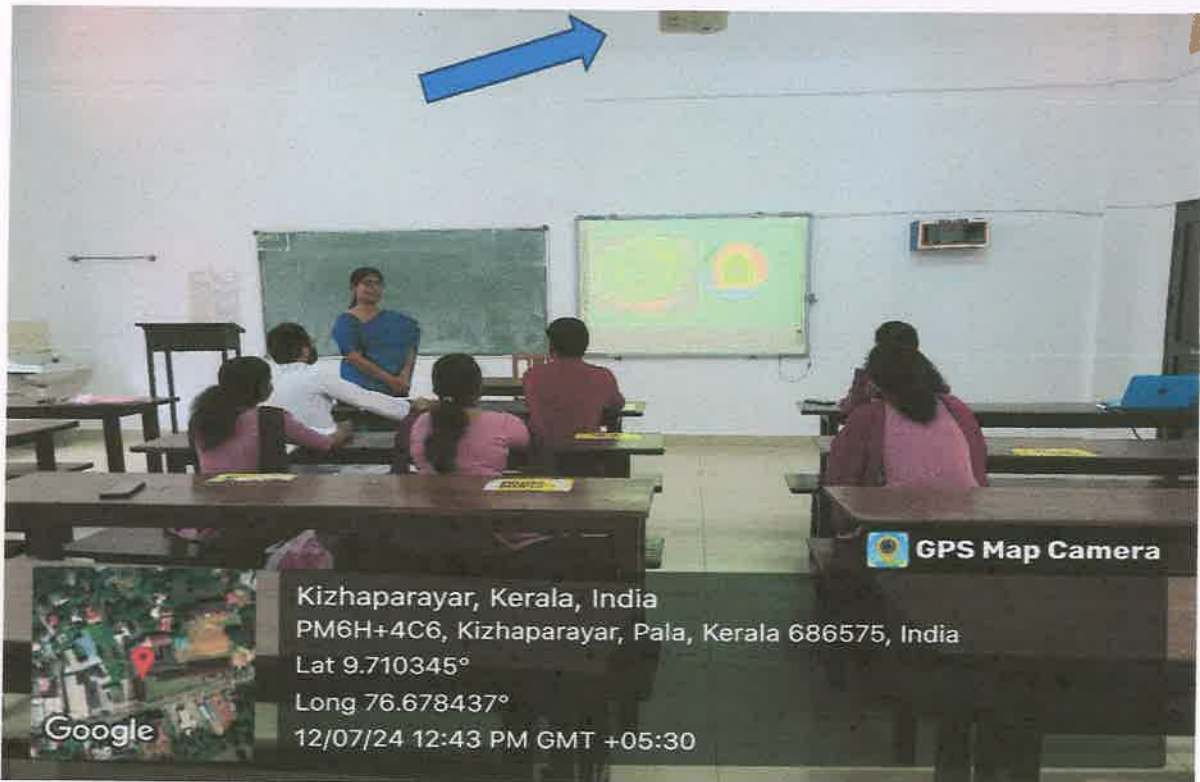 GPS Map Camera
Kizhaparayar, Kerala, India
PM6H+4C6, Kizhaparayar, Pala, Kerala 686575, India
Lat 9.710345°
Long 76.678437°
12/07/24 12:43 PM GMT +05:30
Google